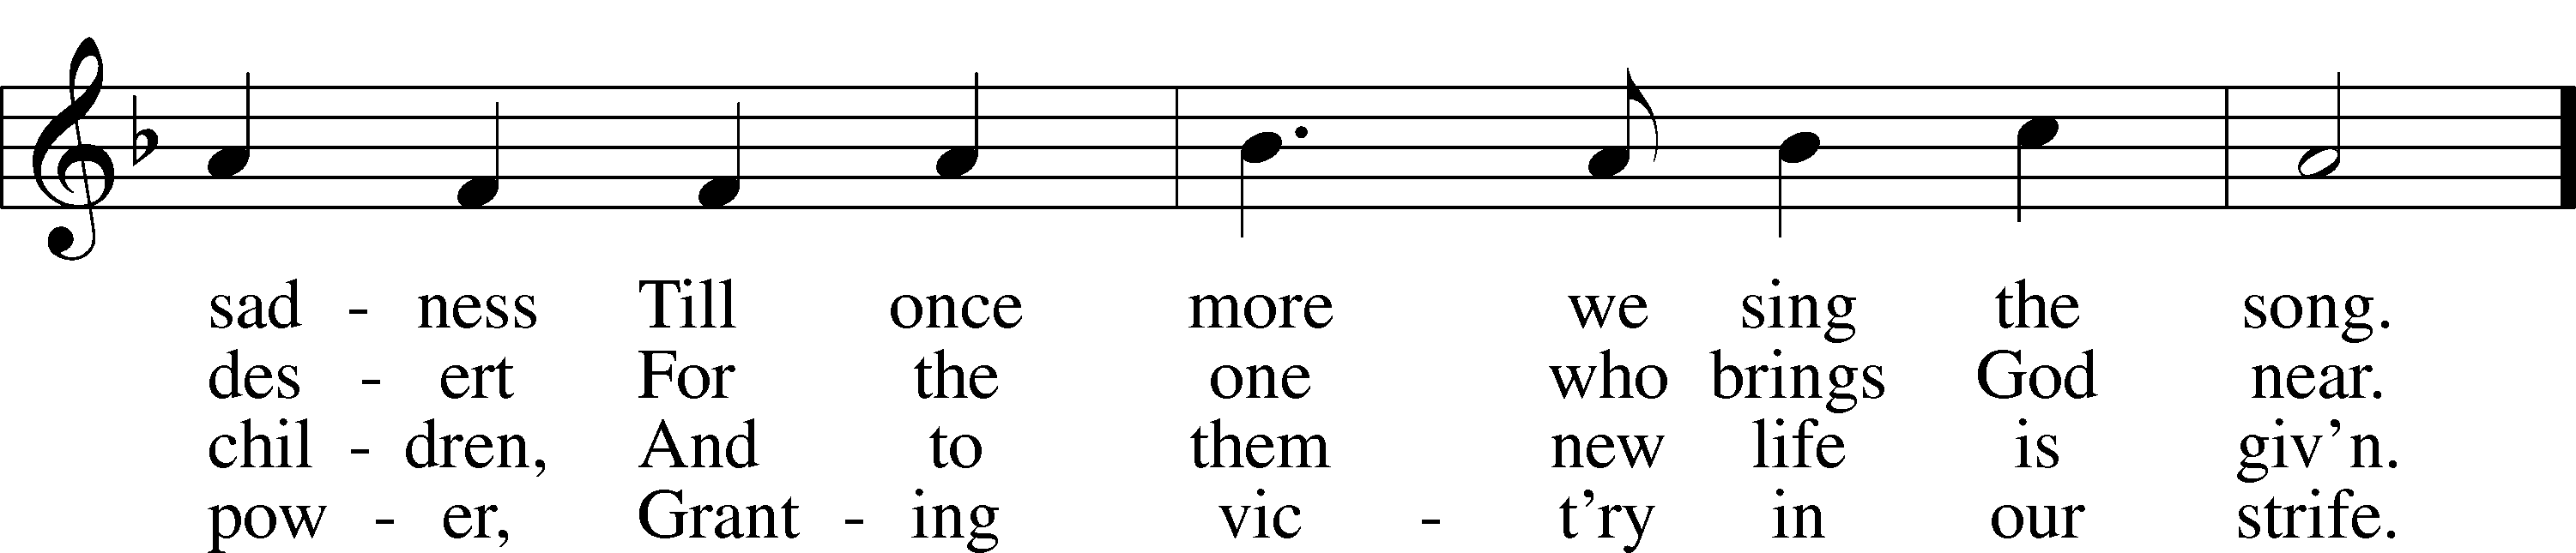 sad - ness Till once more we sing the song.
des - ert For the one who brings God near.
chil - dren, And to them new life is giv'n.
pow - er, Grant - ing vic - t'ry in our strife.